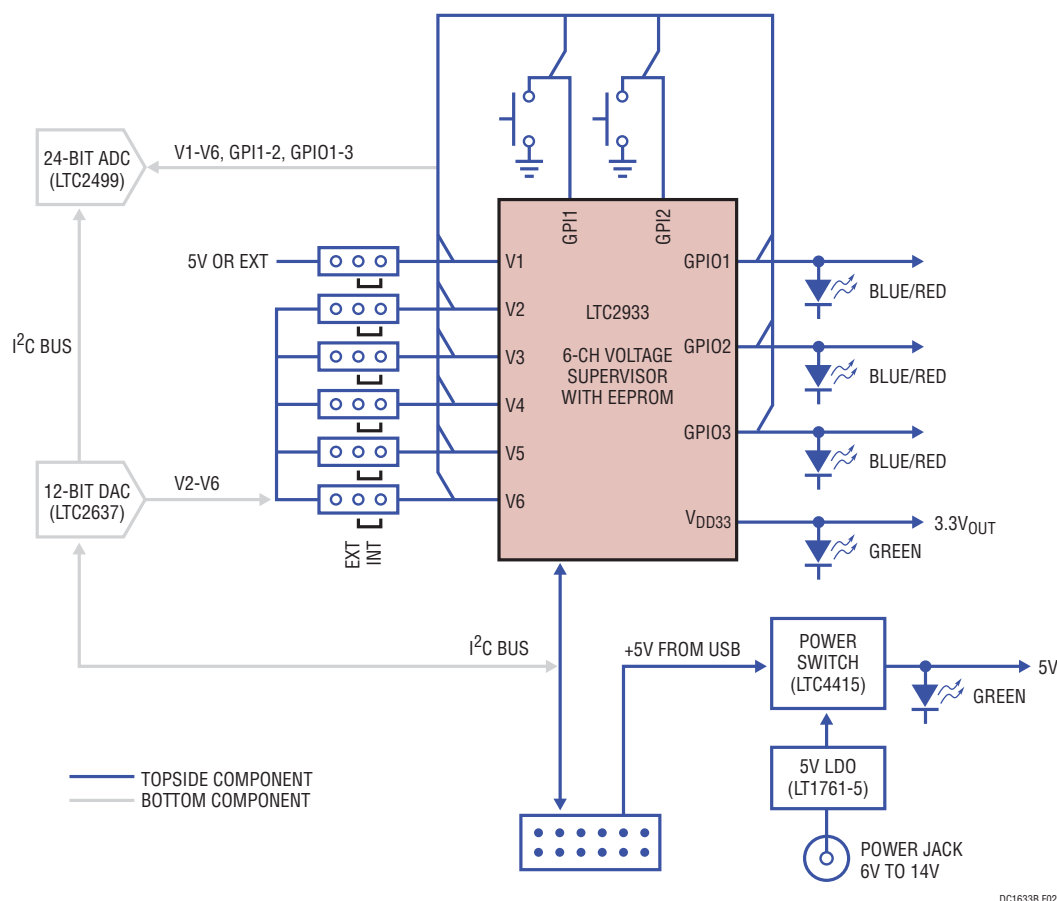 24-BIT ADC
(LTC2499)
V1-V6, GPI1-2, GPIO1-3
GPI1
GPI2
5V OR EXT
V1
V2
V3
V4
V5
V6
LTC2933
6-CH VOLTAGE
SUPERVISOR
WITH EEPROM
GPIO1
BLUE/RED
GPIO2
BLUE/RED
GPIO3
BLUE/RED
VDD33
3.3VOUT
GREEN
I2C BUS
12-BIT DAC
(LTC2637)
V2-V6
EXT
INT
I2C BUS
+5V FROM USB
POWER
SWITCH
(LTC4415)
5V
GREEN
5V LDO
(LT1761-5)
POWER JACK
6V TO 14V
TOPSIDE COMPONENT
BOTTOM COMPONENT
DC1633B F02